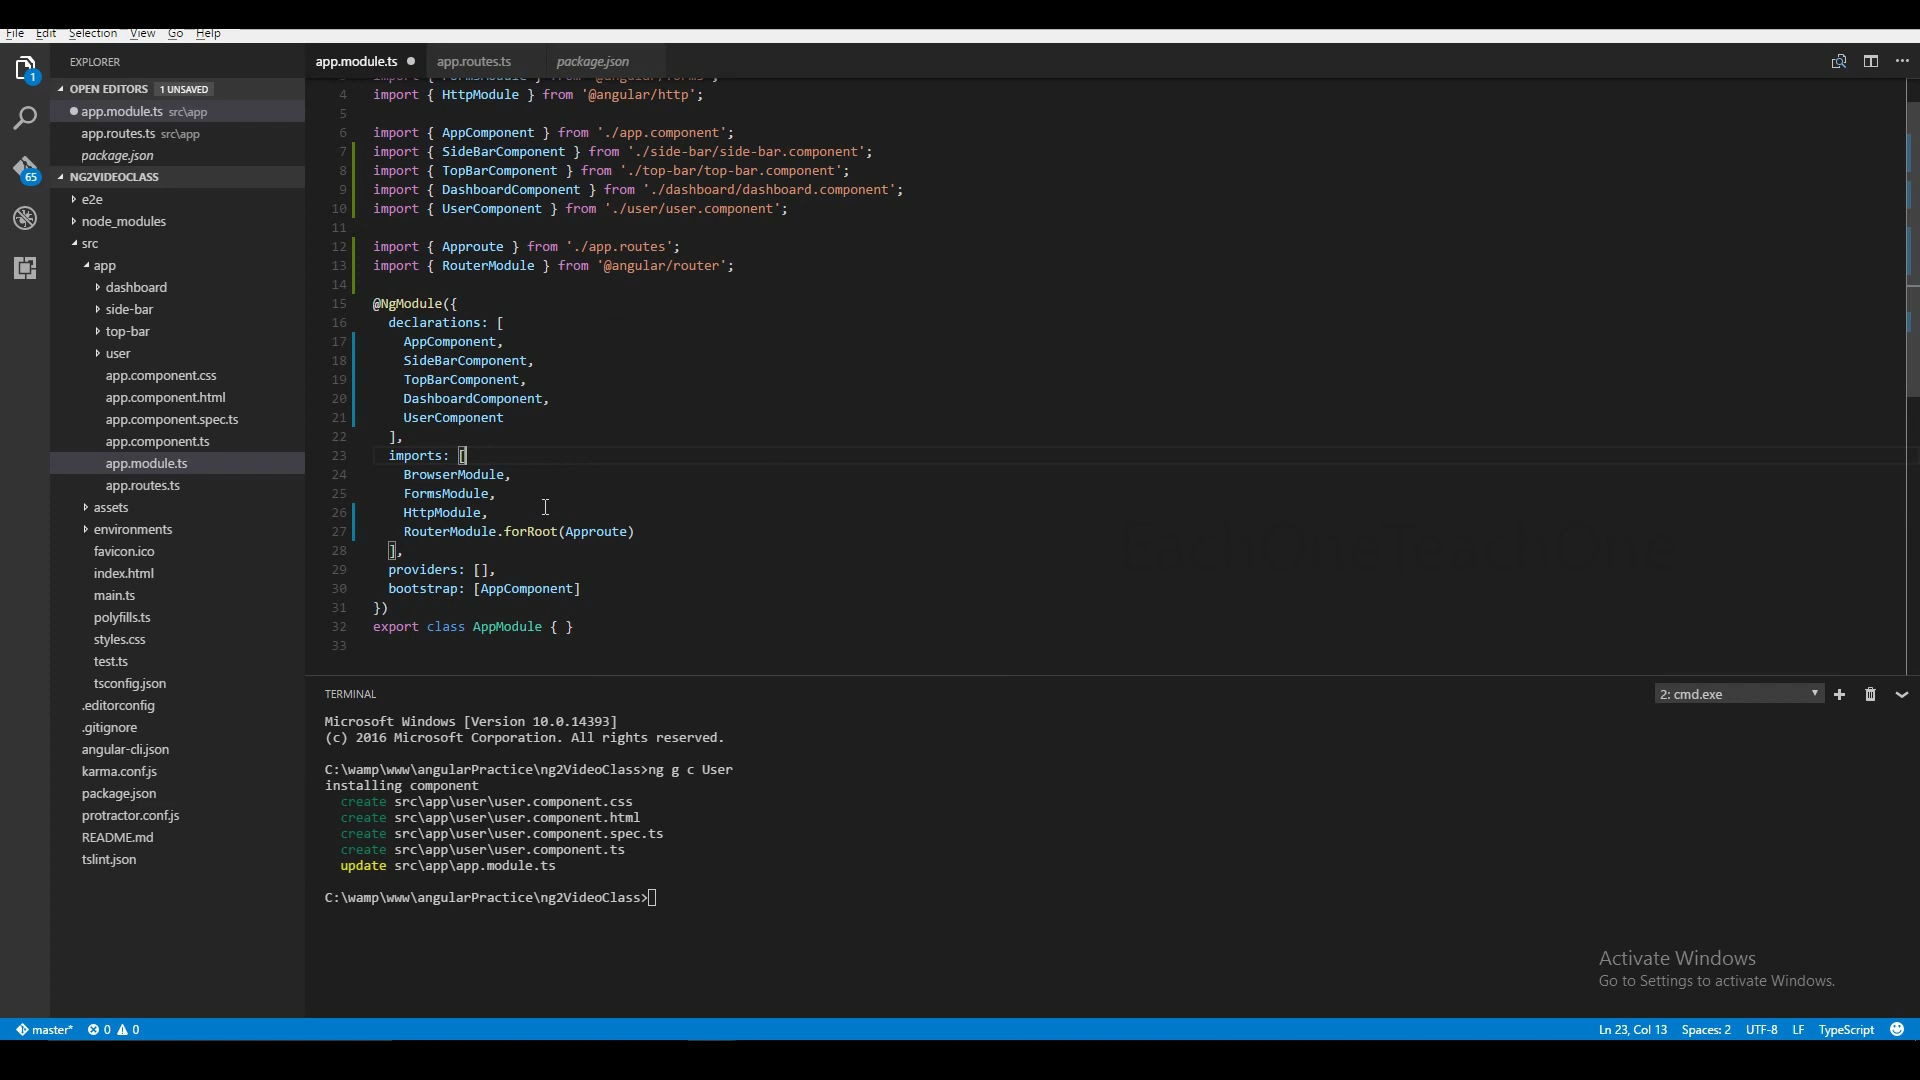 File Edit Selection View Go Help
EXPLORER
OPEN EDITORS 1 UNSAVED
app.module.ts src\app
app.routes.ts src\app
package.json
NG2VIDEOCLASS
e2e
node_modules
src
app
dashboard
side-bar
top-bar
user
app.component.css
app.component.html
app.component.spec.ts
app.component.ts
app.module.ts
app.routes.ts
assets
environments
favicon.ico
index.html
main.ts
polyfills.ts
styles.css
test.ts
tsconfig.json
.editorconfig
.gitignore
angular-cli.json
karma.conf.js
package.json
protractor.conf.js
README.md
tslint.json
1
65
app.module.ts app.routes.ts package.json
3 import { FormsModule } from '@angular/forms';
4 import { HttpModule } from '@angular/http';
5
6 import { AppComponent } from './app.component';
7 import { SideBarComponent } from './side-bar/side-bar.component';
8 import { TopBarComponent } from './top-bar/top-bar.component';
9 import { DashboardComponent } from './dashboard/dashboard.component';
10 import { UserComponent } from './user/user.component';
11
12 import { Approute } from './app.routes';
13 import { RouterModule } from '@angular/router';
14
15 @NgModule({
16 declarations: [
17 AppComponent,
18 SideBarComponent,
19 TopBarComponent,
20 DashboardComponent,
21 UserComponent
22 ],
23 imports: [
24 BrowserModule,
25 FormsModule,
26 HttpModule,
27 RouterModule.forRoot(Approute)
28 ],
29 providers: [],
30 bootstrap: [AppComponent]
31 })
32 export class AppModule { }
33
EachOneTeachOne
TERMINAL
2: cmd.exe
Microsoft Windows [Version 10.0.14393]
(c) 2016 Microsoft Corporation. All rights reserved.
C:\wamp\www\angularPractice\ng2VideoClass>ng g c User
installing component
create src\app\user\user.component.css
create src\app\user\user.component.html
create src\app\user\user.component.spec.ts
create src\app\user\user.component.ts
update src\app\app.module.ts
C:\wamp\www\angularPractice\ng2VideoClass>
Activate Windows
Go to Settings to activate Windows.
master* 0 0
Ln 23, Col 13 Spaces: 2 UTF-8 LF TypeScript